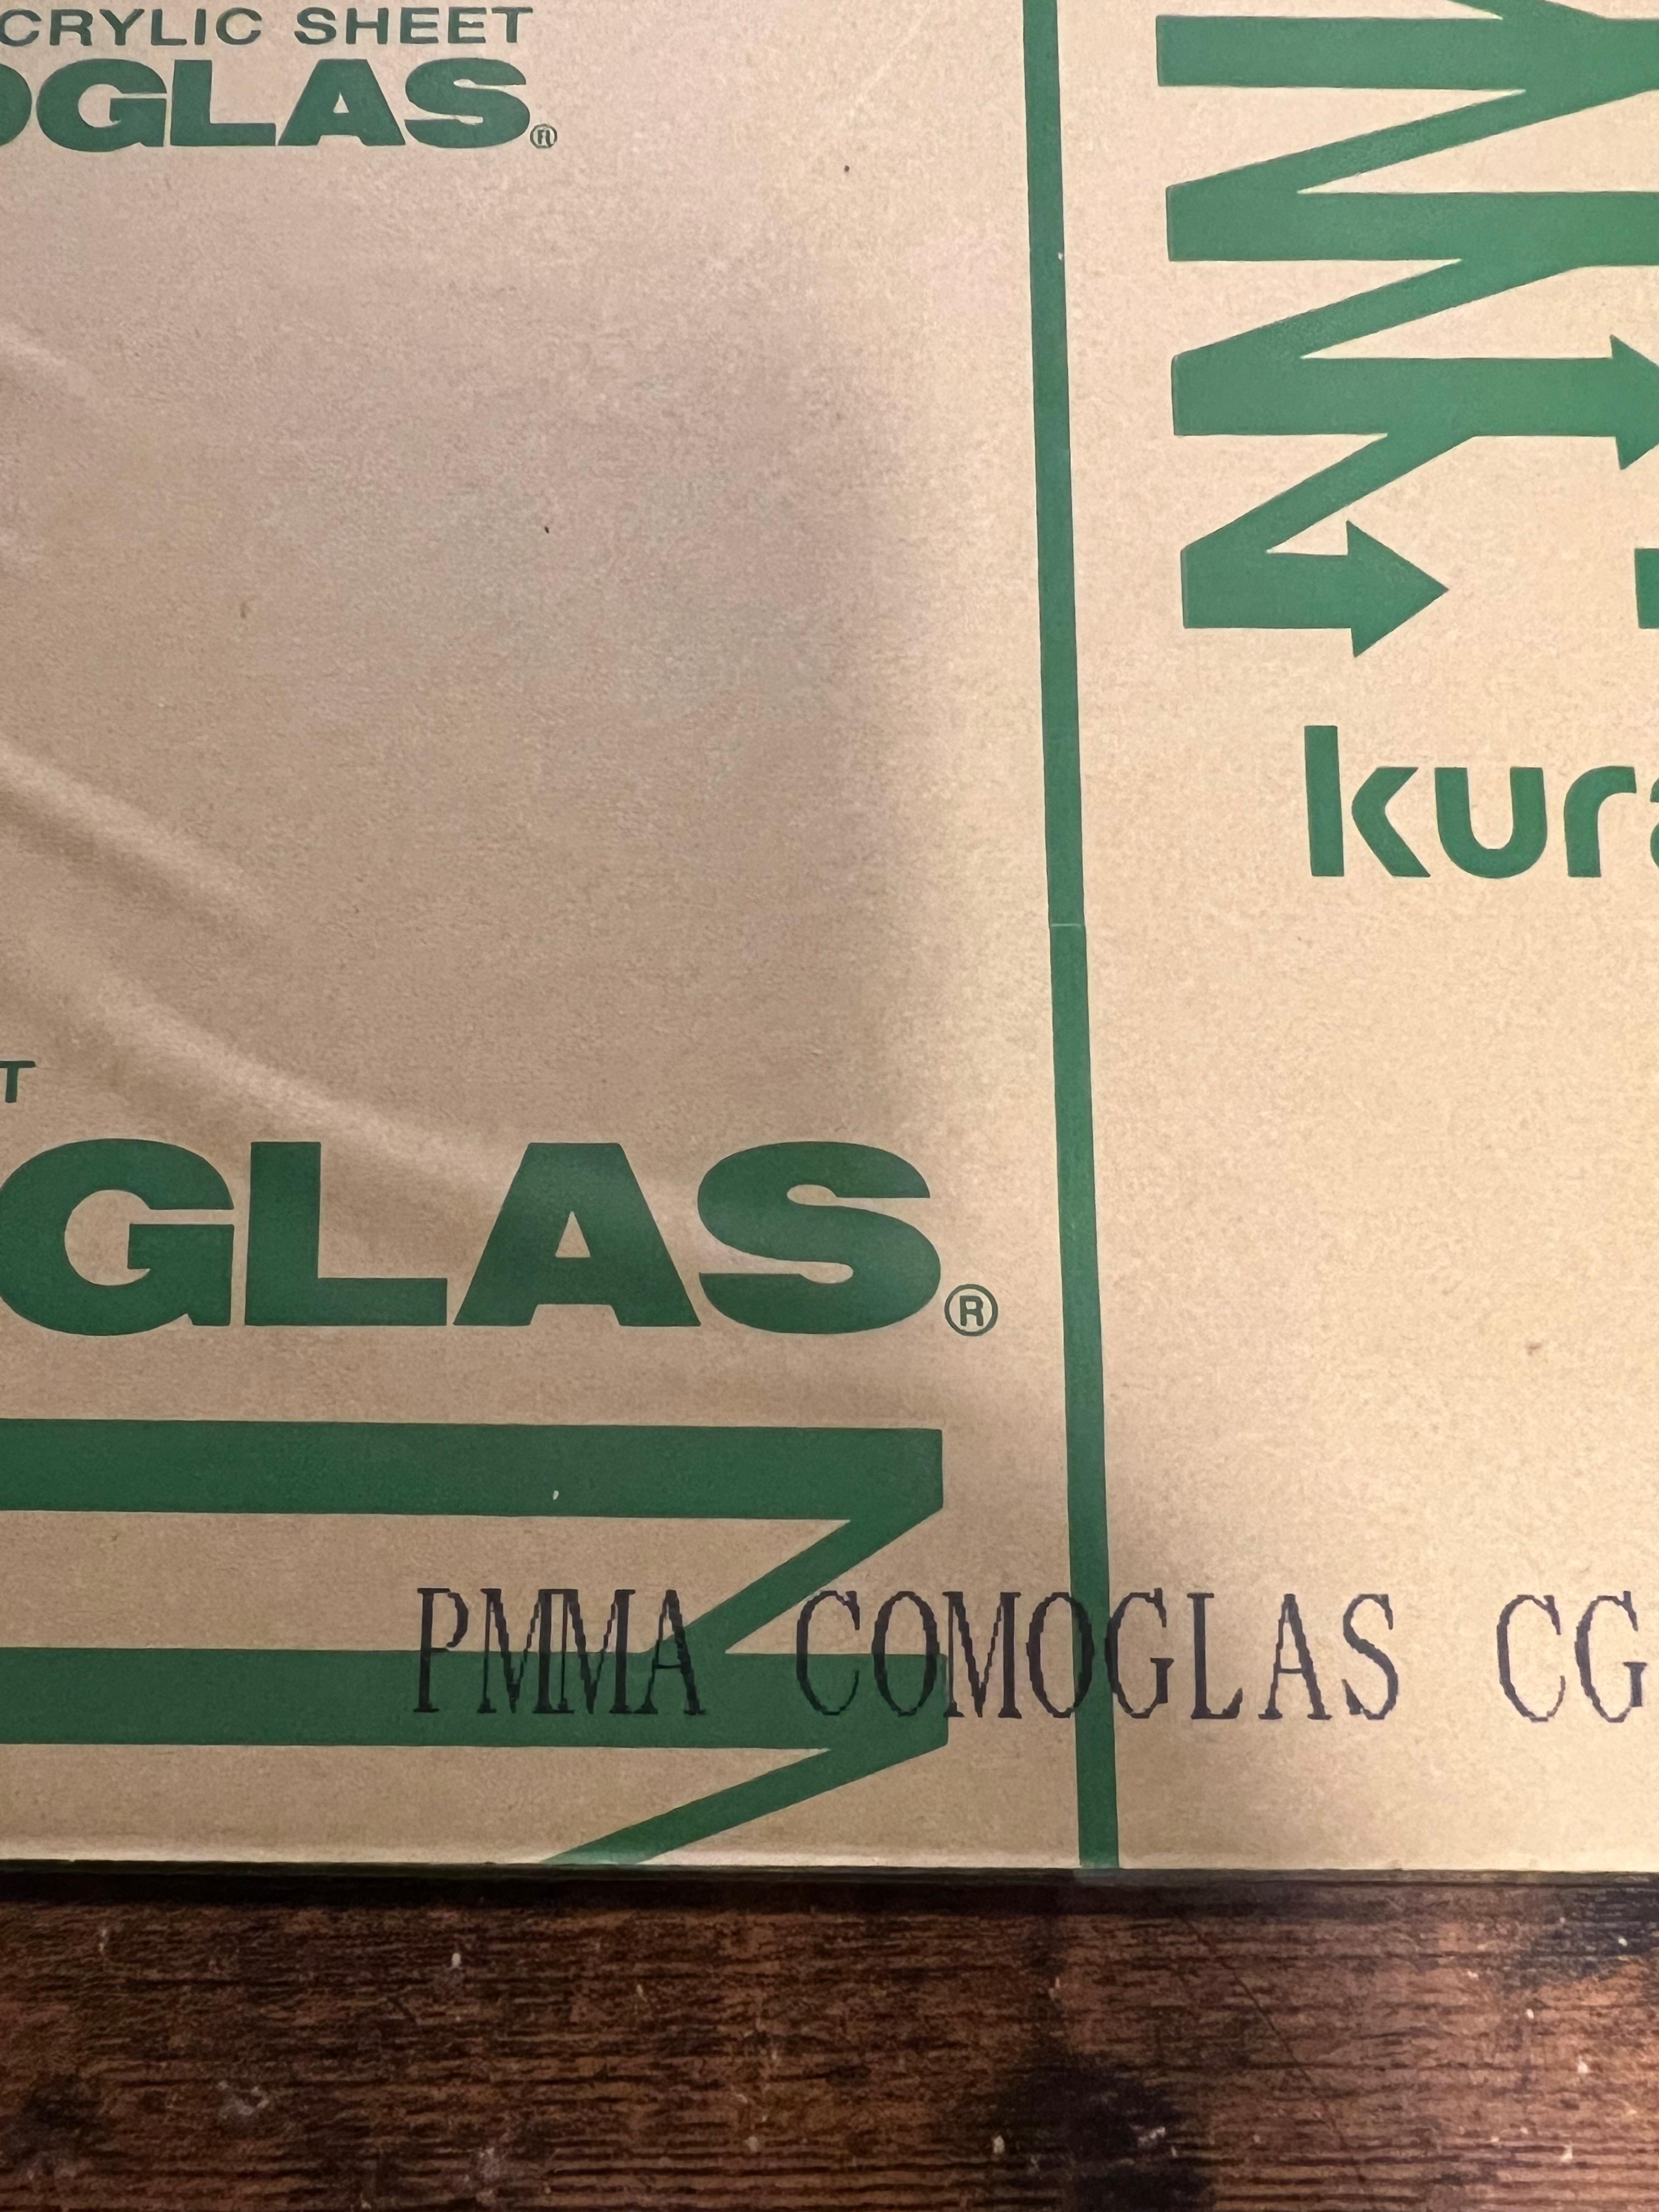 CRYLIC SHEET
OGLAS®
kura
T
GLAS®
PMMA COMOGLAS CG